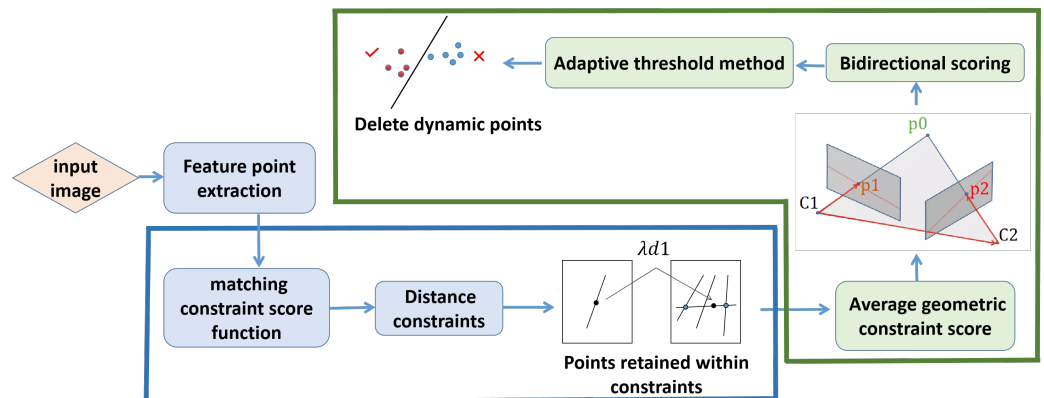 input
image
Feature point
extraction
matching
constraint score
function
Distance
constraints
λd1
Points retained within
constraints
Average geometric
constraint score
p0
p1
p2
C1
C2
Bidirectional scoring
Adaptive threshold method
Delete dynamic points